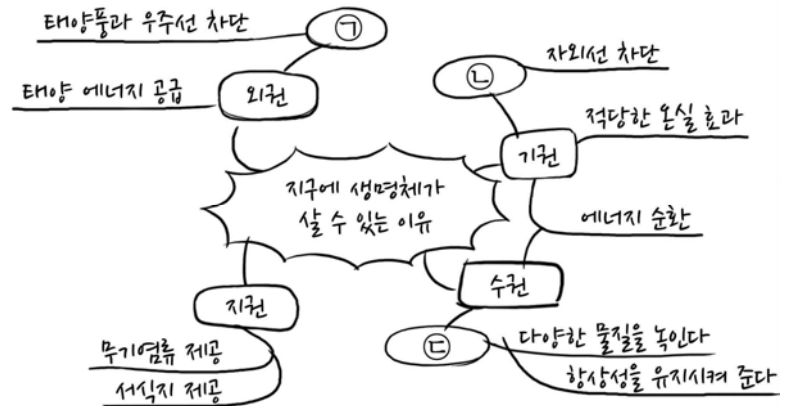 태양풍과 우주선 차단
㉠
태양 에너지 공급
외권
㉡
자외선 차단
기권
적당한 온실 효과
지구에 생명체가
살 수 있는 이유
에너지 순환
지권
수권
무기염류 제공
서식지 제공
㉢
다양한 물질을 녹인다
항상성을 유지시켜 준다